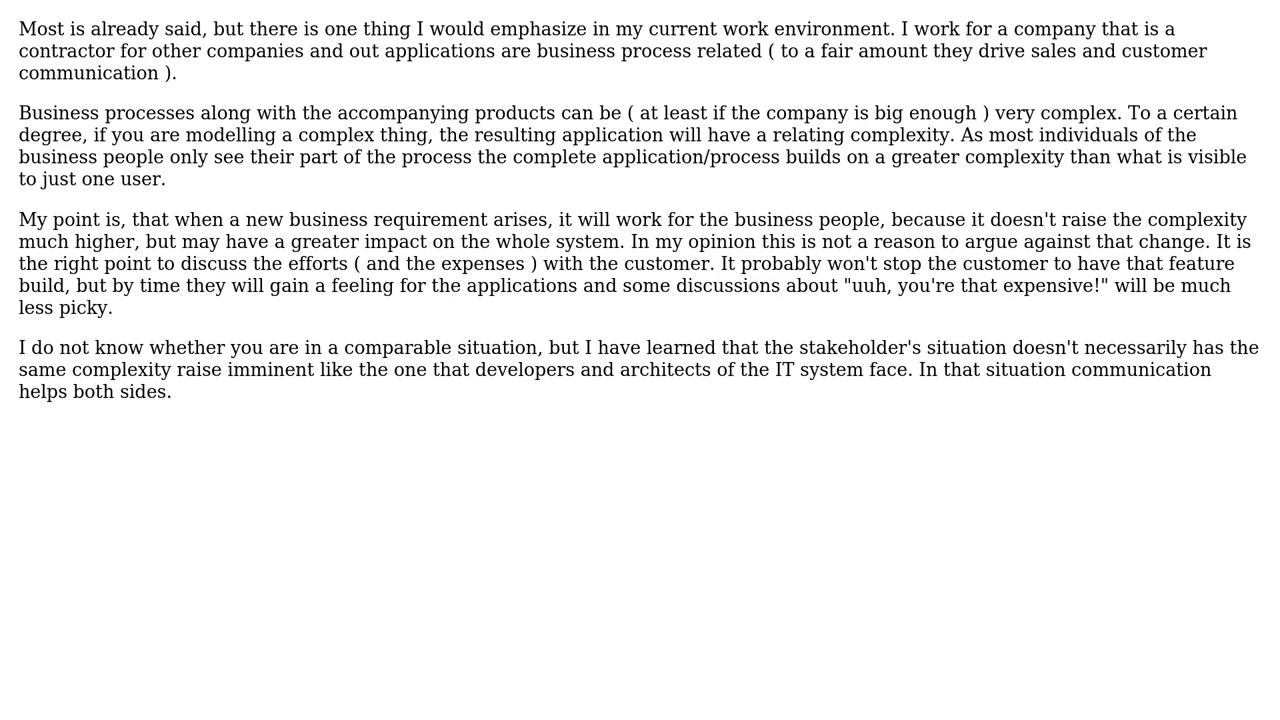 Most is already said, but there is one thing I would emphasize in my current work environment. I work for a company that is a
contractor for other companies and out applications are business process related ( to a fair amount they drive sales and customer
communication ).
Business processes along with the accompanying products can be ( at least if the company is big enough ) very complex. To a certain
degree, if you are modelling a complex thing, the resulting application will have a relating complexity. As most individuals of the
business people only see their part of the process the complete application/process builds on a greater complexity than what is visible
to just one user.
My point is, that when a new business requirement arises, it will work for the business people, because it doesn't raise the complexity
much higher, but may have a greater impact on the whole system. In my opinion this is not a reason to argue against that change. It is
the right point to discuss the efforts ( and the expenses ) with the customer. It probably won't stop the customer to have that feature
build, but by time they will gain a feeling for the applications and some discussions about "uuh, you're that expensive!" will be much
less picky.
I do not know whether you are in a comparable situation, but I have learned that the stakeholder's situation doesn't necessarily has the
same complexity raise imminent like the one that developers and architects of the IT system face. In that situation communication
helps both sides.